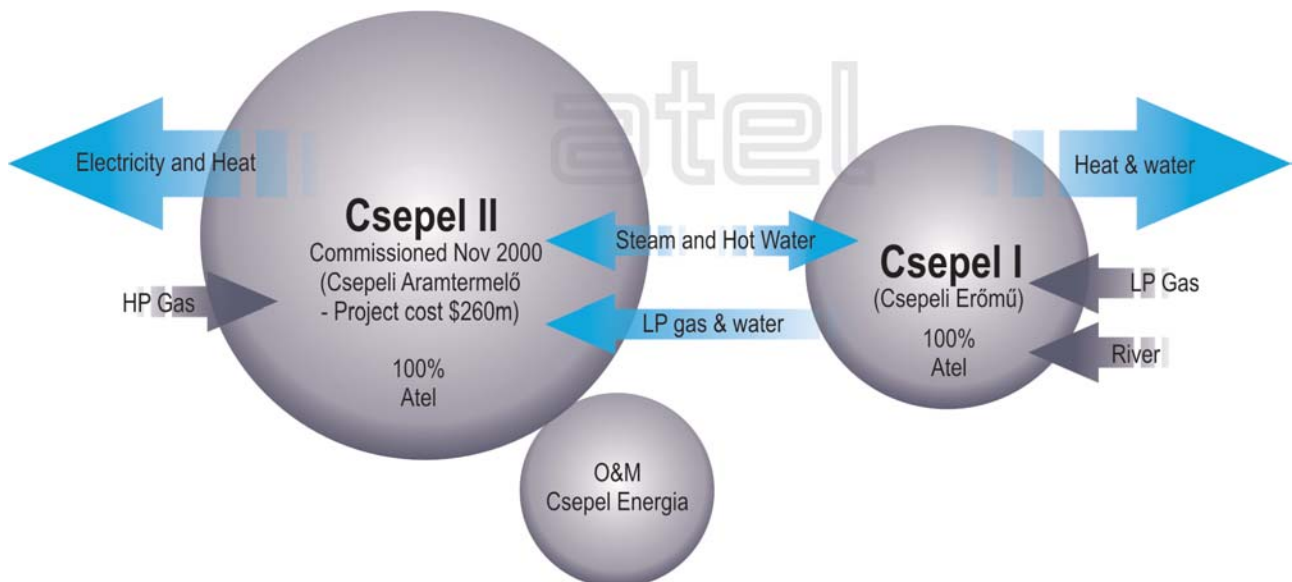 atel
Electricity and Heat
Csepel II
Commissioned Nov 2000
(Csepeli Aramtermelő
- Project cost $260m)
100%
Atel
HP Gas
Steam and Hot Water
LP gas & water
Heat & water
Csepel I
(Csepeli Erőmű)
100%
Atel
LP Gas
River
O&M
Csepel Energia